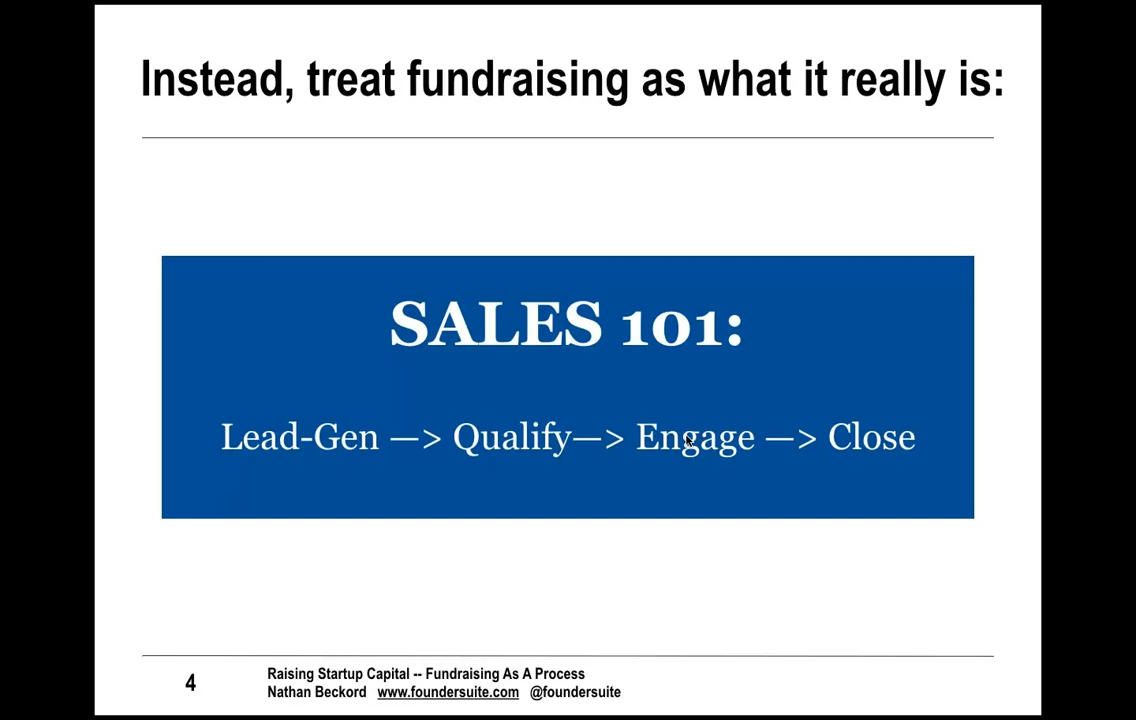 Instead, treat fundraising as what it really is:
SALES 101:
Lead-Gen —> Qualify—> Engage —> Close
4
Raising Startup Capital -- Fundraising As A Process
Nathan Beckord www.foundersuite.com @foundersuite